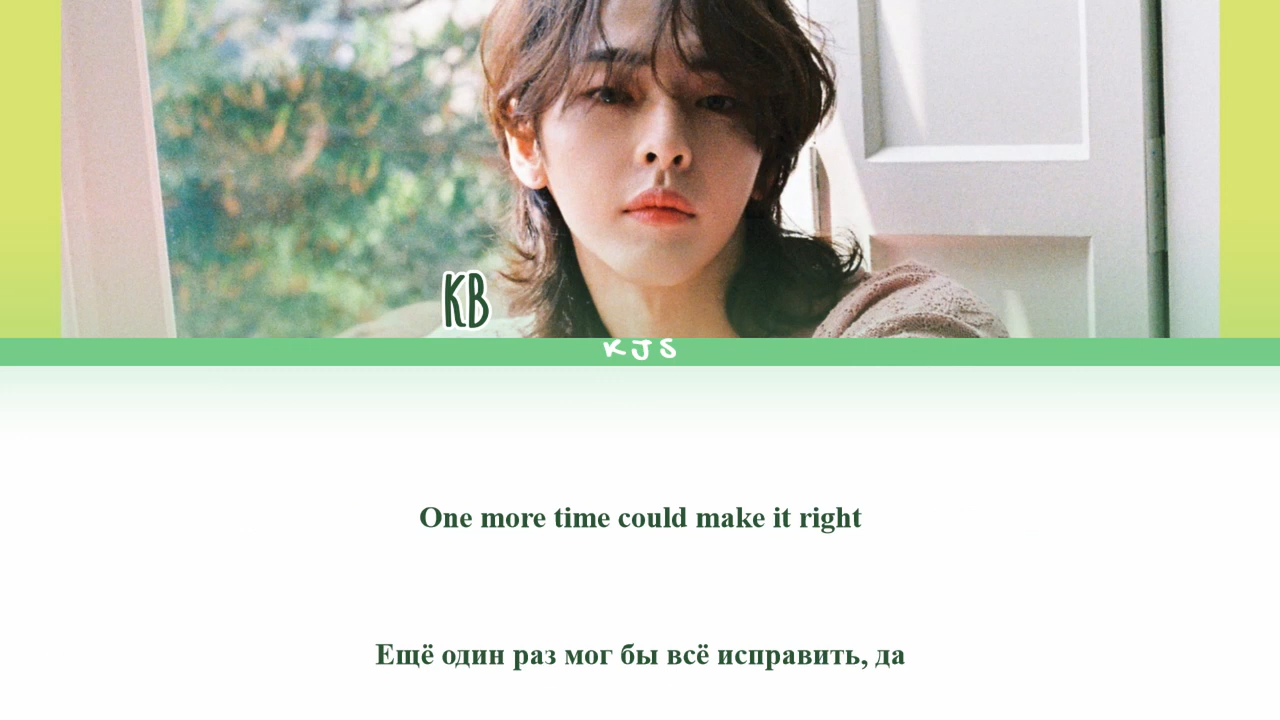 KB
KJS
One more time could make it right
Ещё один раз мог бы всё исправить, да